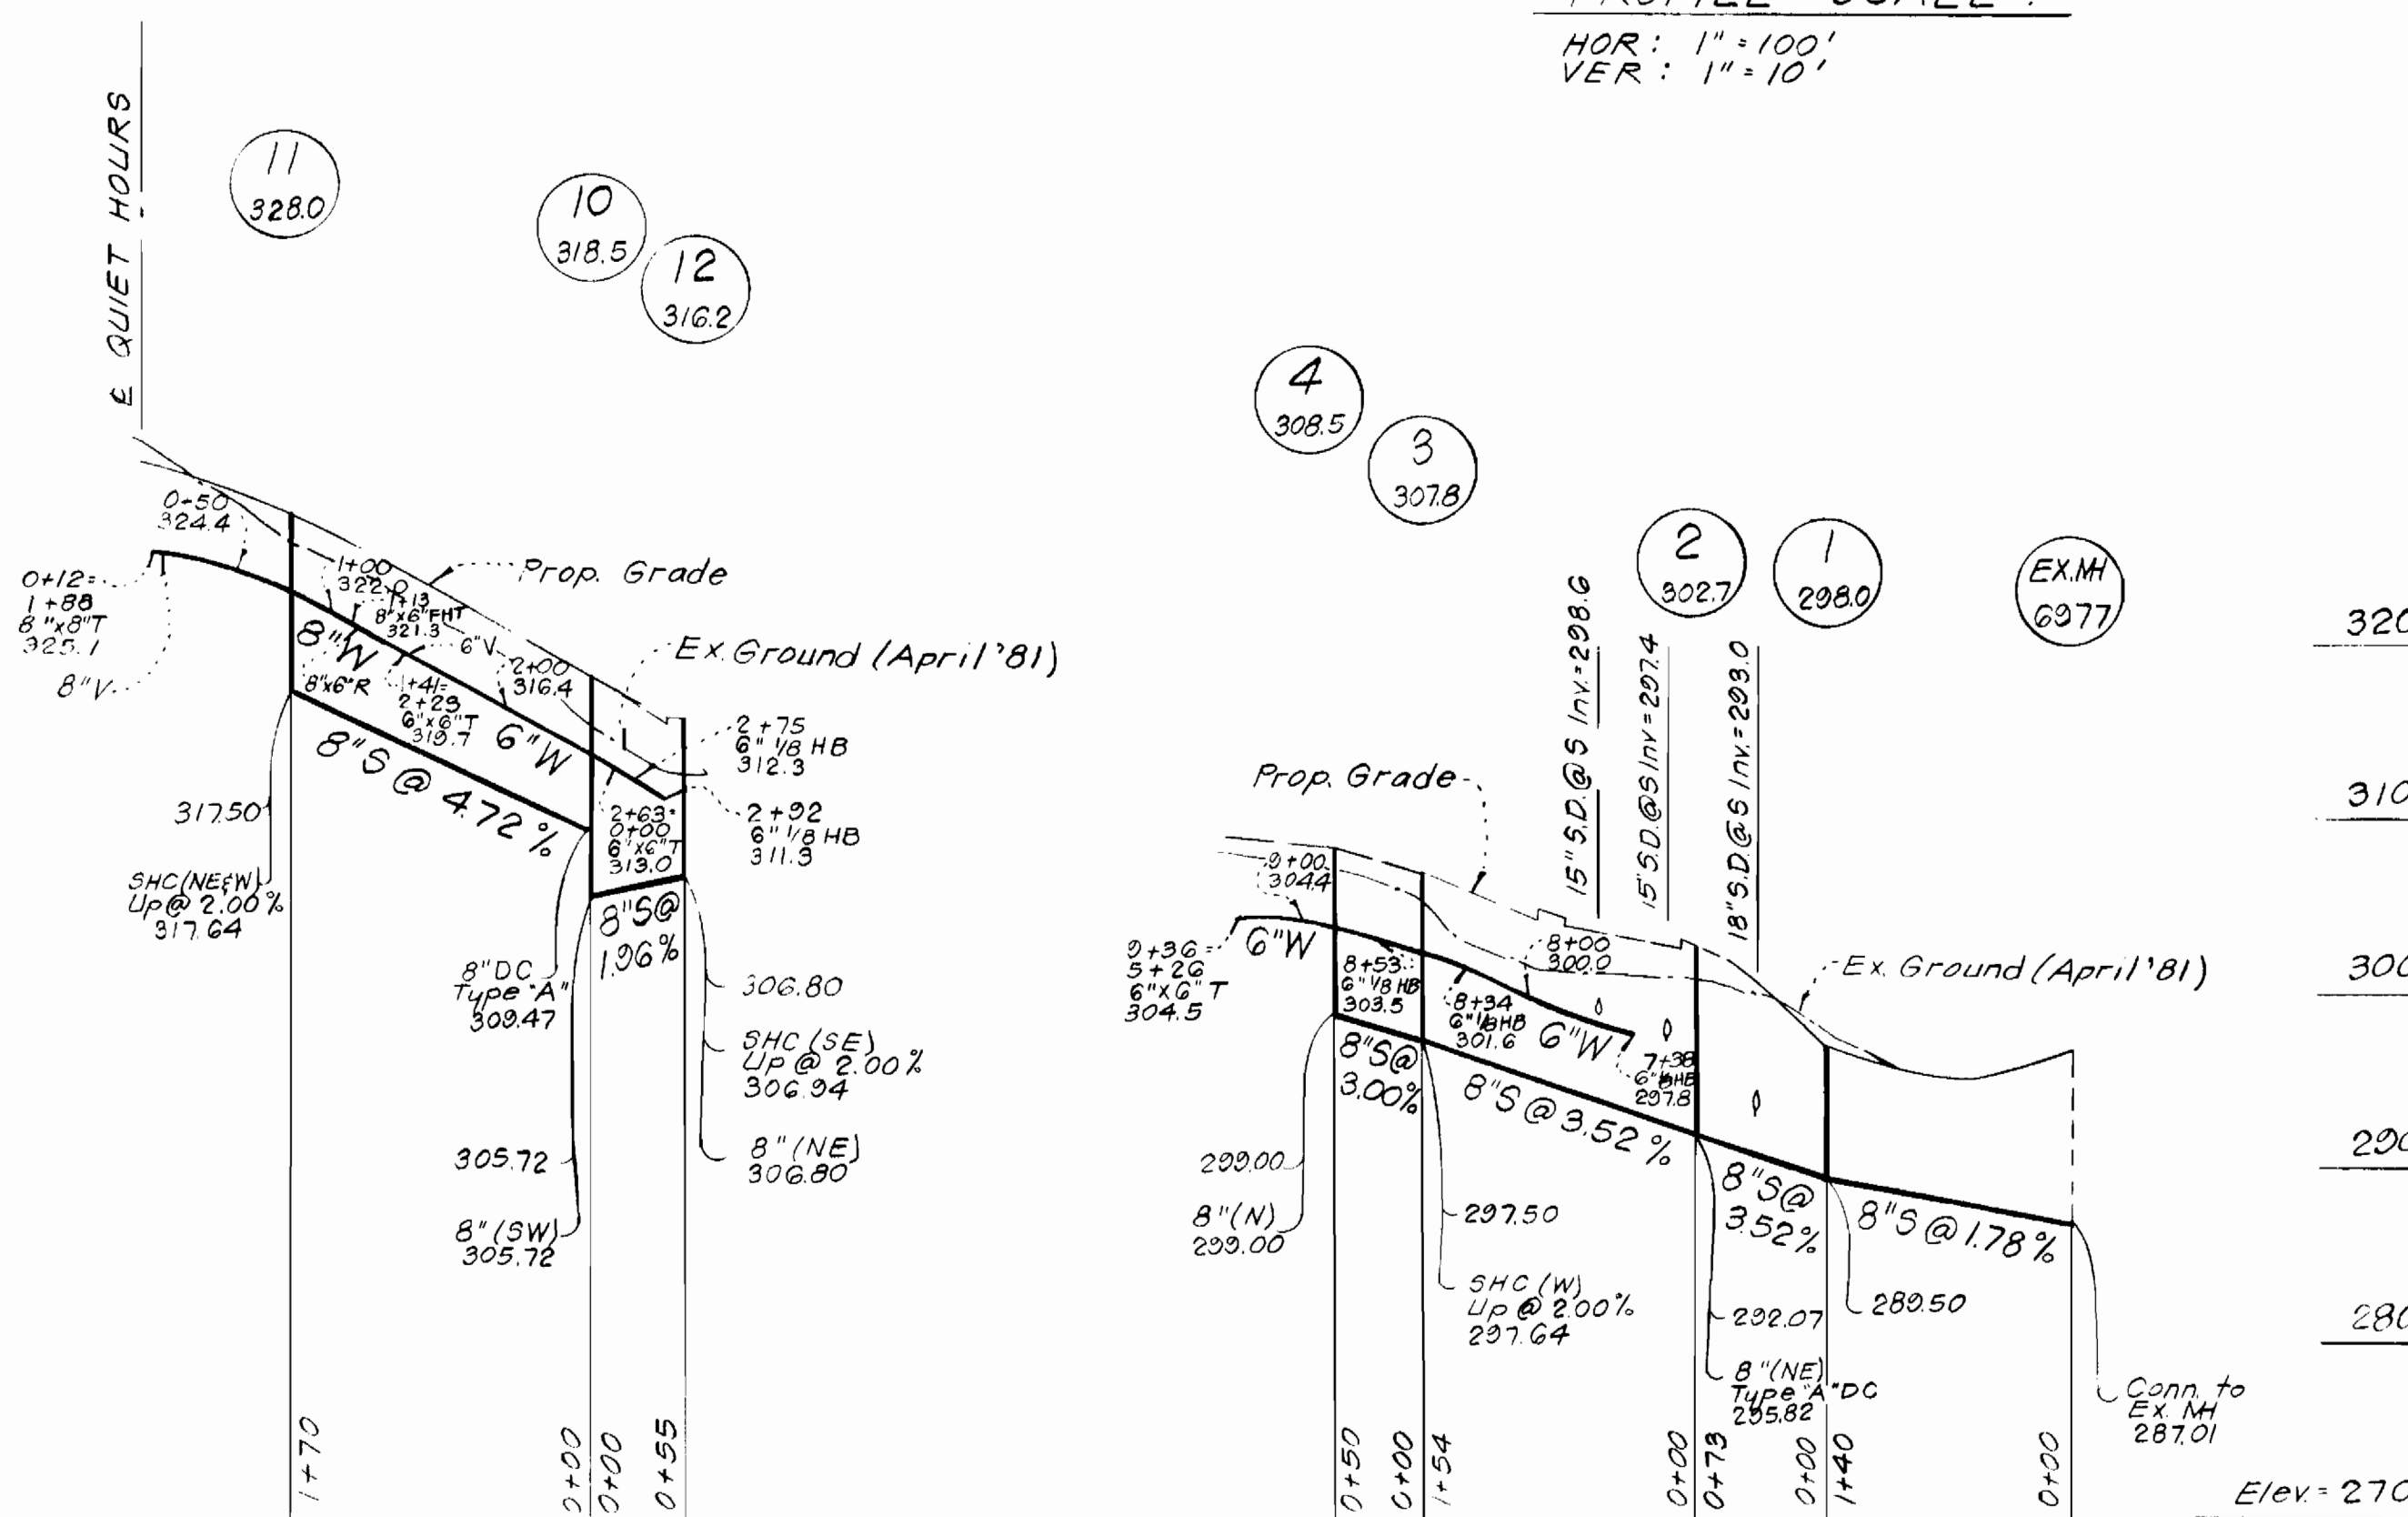 PROFILE SCALE:
HOR: 1" = 100'
VER: 1" = 10'
℄ QUIET HOURS
11
328.0
10
318.5
12
316.2
4
308.5
3
307.8
2
302.7
1
298.0
EX.MH
6977
0+50
324.4
0+12=
1+88
8"x8"T
325.1
8"V
1+00
322.0
1+13
8"x6"FHT
321.3
6"V
8"W
8"x6"R
1+41=
2+29
6"x6"T
319.7
2+00
316.4
6"W
Prop. Grade
Ex. Ground (April '81)
2+75
6" 1/8 HB
312.3
2+92
6" 1/8 HB
311.3
2+63=
0+00
6"x6"T
313.0
8"S @ 4.72%
317.50
SHC (NE&W)
Up @ 2.00%
317.64
8"DC
Type "A"
309.47
8"S@
1.96%
306.80
SHC (SE)
Up @ 2.00%
306.94
8"(NE)
306.80
305.72
8"(SW)
305.72
1+70
0+00
0+00
0+55
Prop. Grade
15" S.D.@S Inv.=298.6
15" S.D.@S Inv=297.4
18" S.D.@S Inv.=293.0
9+00
304.4
9+36=
5+26
6"x6" T
304.5
6"W
8+53
6" 1/8 HB
303.5
8+34
6" 1/8 HB
301.6
8+00
300.0
6"W
7+38
6" 1/8 HB
297.8
Ex. Ground (April '81)
8"S@
3.00%
8"S @ 3.52%
8"S@
3.52%
8"S @ 1.78%
299.00
8"(N)
299.00
297.50
SHC (W)
Up @ 2.00%
297.64
292.07
8"(NE)
Type "A" DC
295.82
289.50
Conn. to
Ex. MH
287.01
0+50
0+00
1+54
0+00
0+73
0+00
1+40
0+00
320
310
300
290
280
Elev. = 270